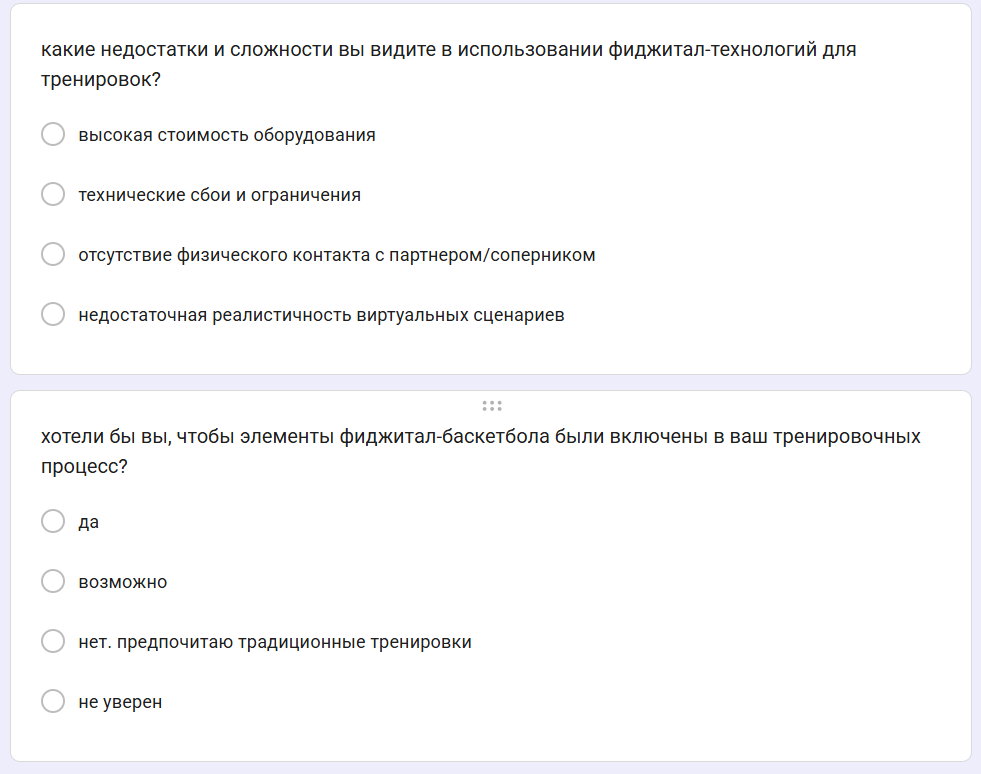 какие недостатки и сложности вы видите в использовании фиджитал-технологий для
тренировок?
высокая стоимость оборудования
технические сбои и ограничения
отсутствие физического контакта с партнером/соперником
недостаточная реалистичность виртуальных сценариев
хотели бы вы, чтобы элементы фиджитал-баскетбола были включены в ваш тренировочных
процесс?
да
возможно
нет. предпочитаю традиционные тренировки
не уверен